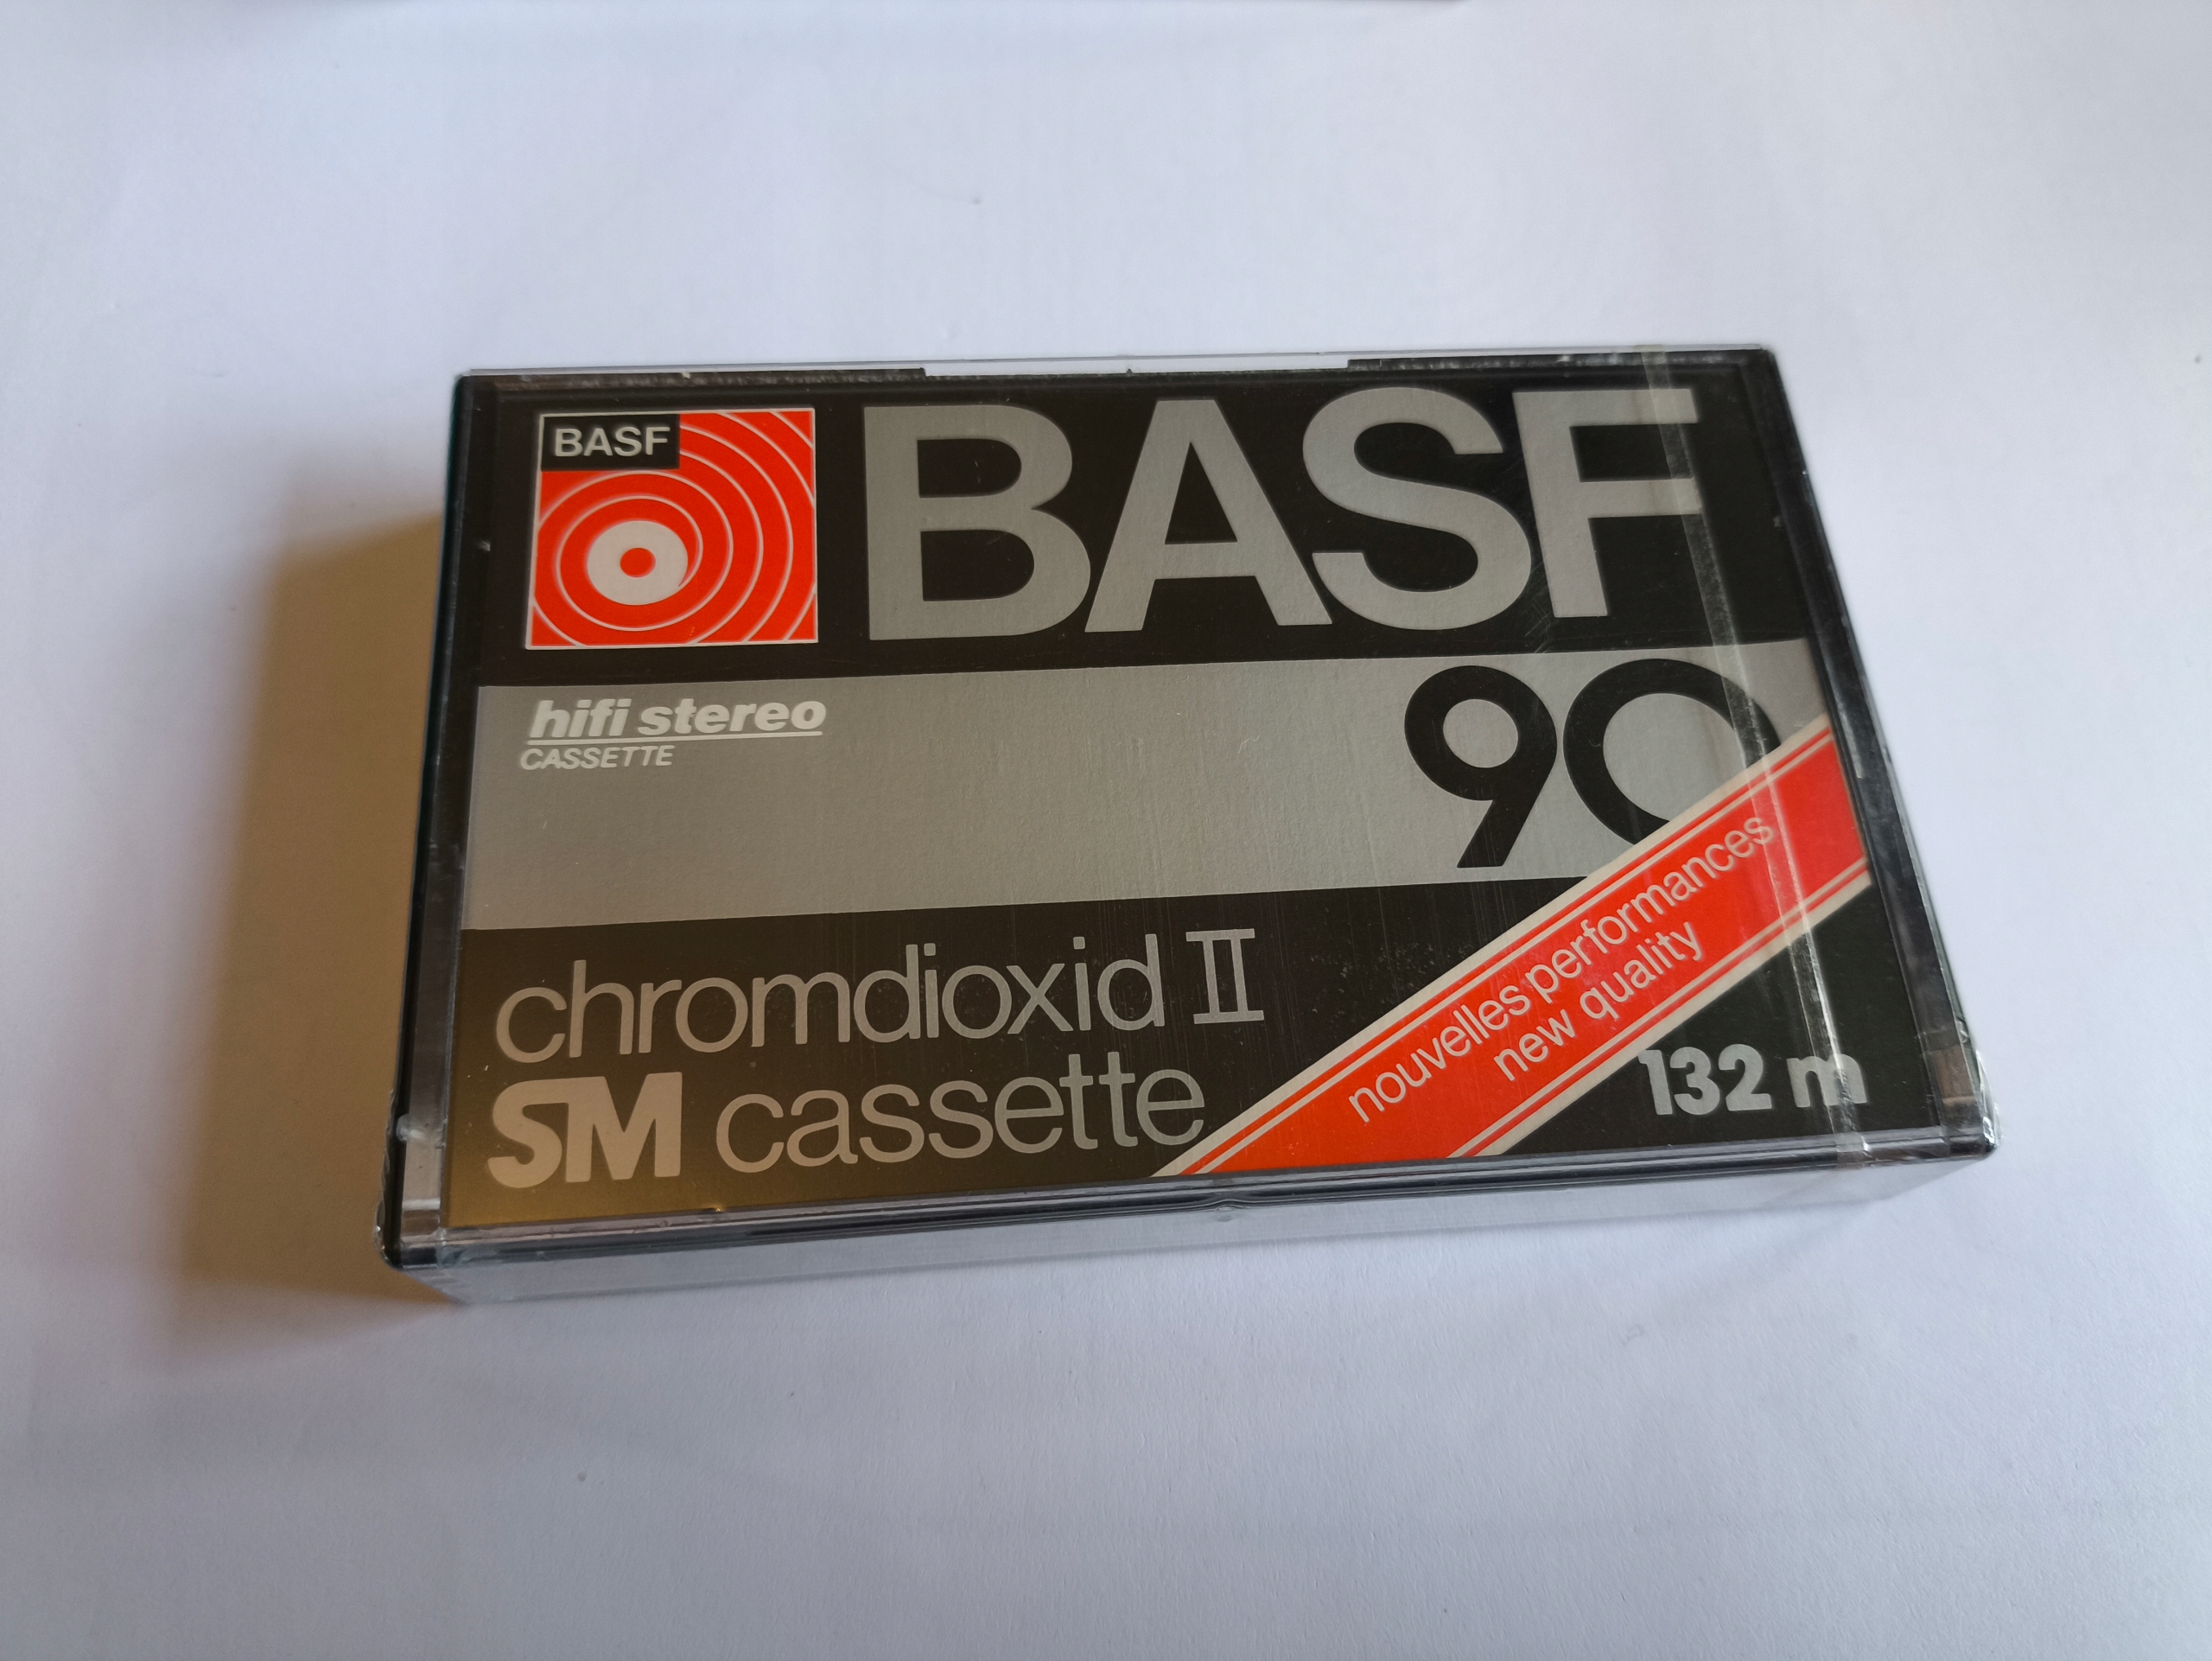 BASF
BASF
hifi stereo
CASSETTE
90
chromdioxid II
SM cassette
nouvelles performances
new quality
132 m